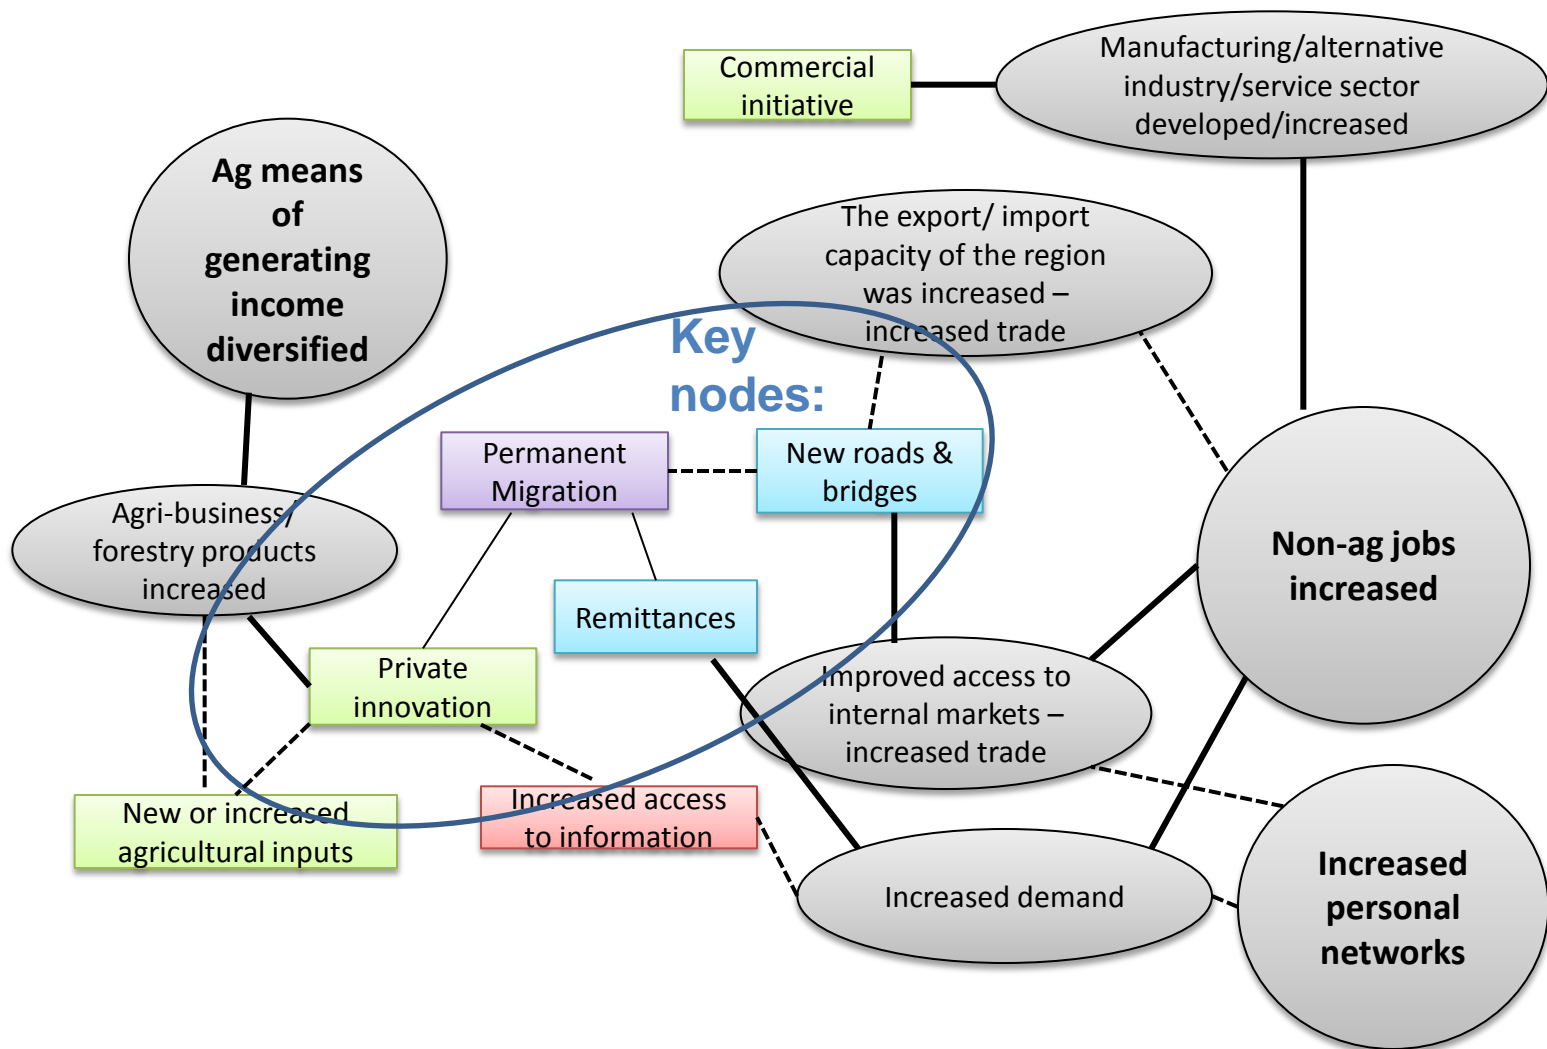 Commercial
initiative
Manufacturing/alternative
industry/service sector
developed/increased
Ag means
of
generating
income
diversified
The export/ import
capacity of the region
was increased –
increased trade
Key
nodes:
Permanent
Migration
New roads &
bridges
Agri-business/
forestry products
increased
Non-ag jobs
increased
Remittances
Private
innovation
Improved access to
internal markets –
increased trade
New or increased
agricultural inputs
Increased access
to information
Increased demand
Increased
personal
networks